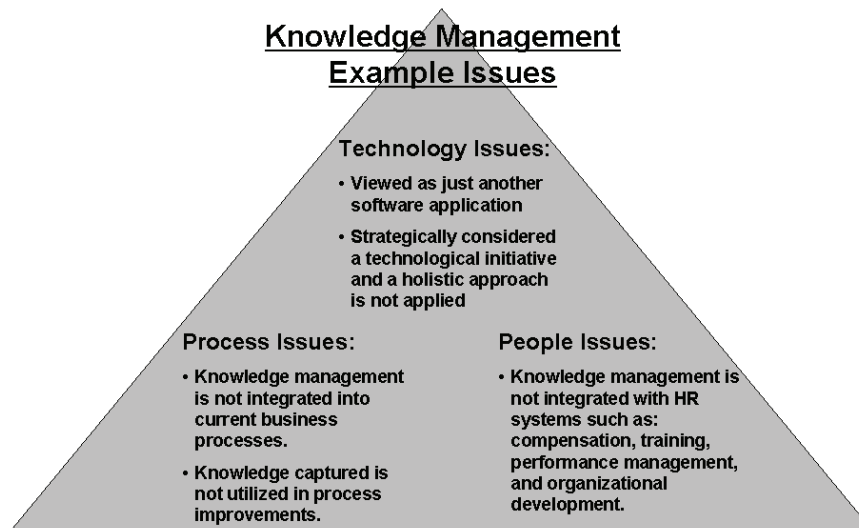 Knowledge Management
Example Issues
Technology Issues:
• Viewed as just another
software application
• Strategically considered
a technological initiative
and a holistic approach
is not applied
Process Issues:
• Knowledge management
is not integrated into
current business
processes.
• Knowledge captured is
not utilized in process
improvements.
People Issues:
• Knowledge management is
not integrated with HR
systems such as:
compensation, training,
performance management,
and organizational
development.